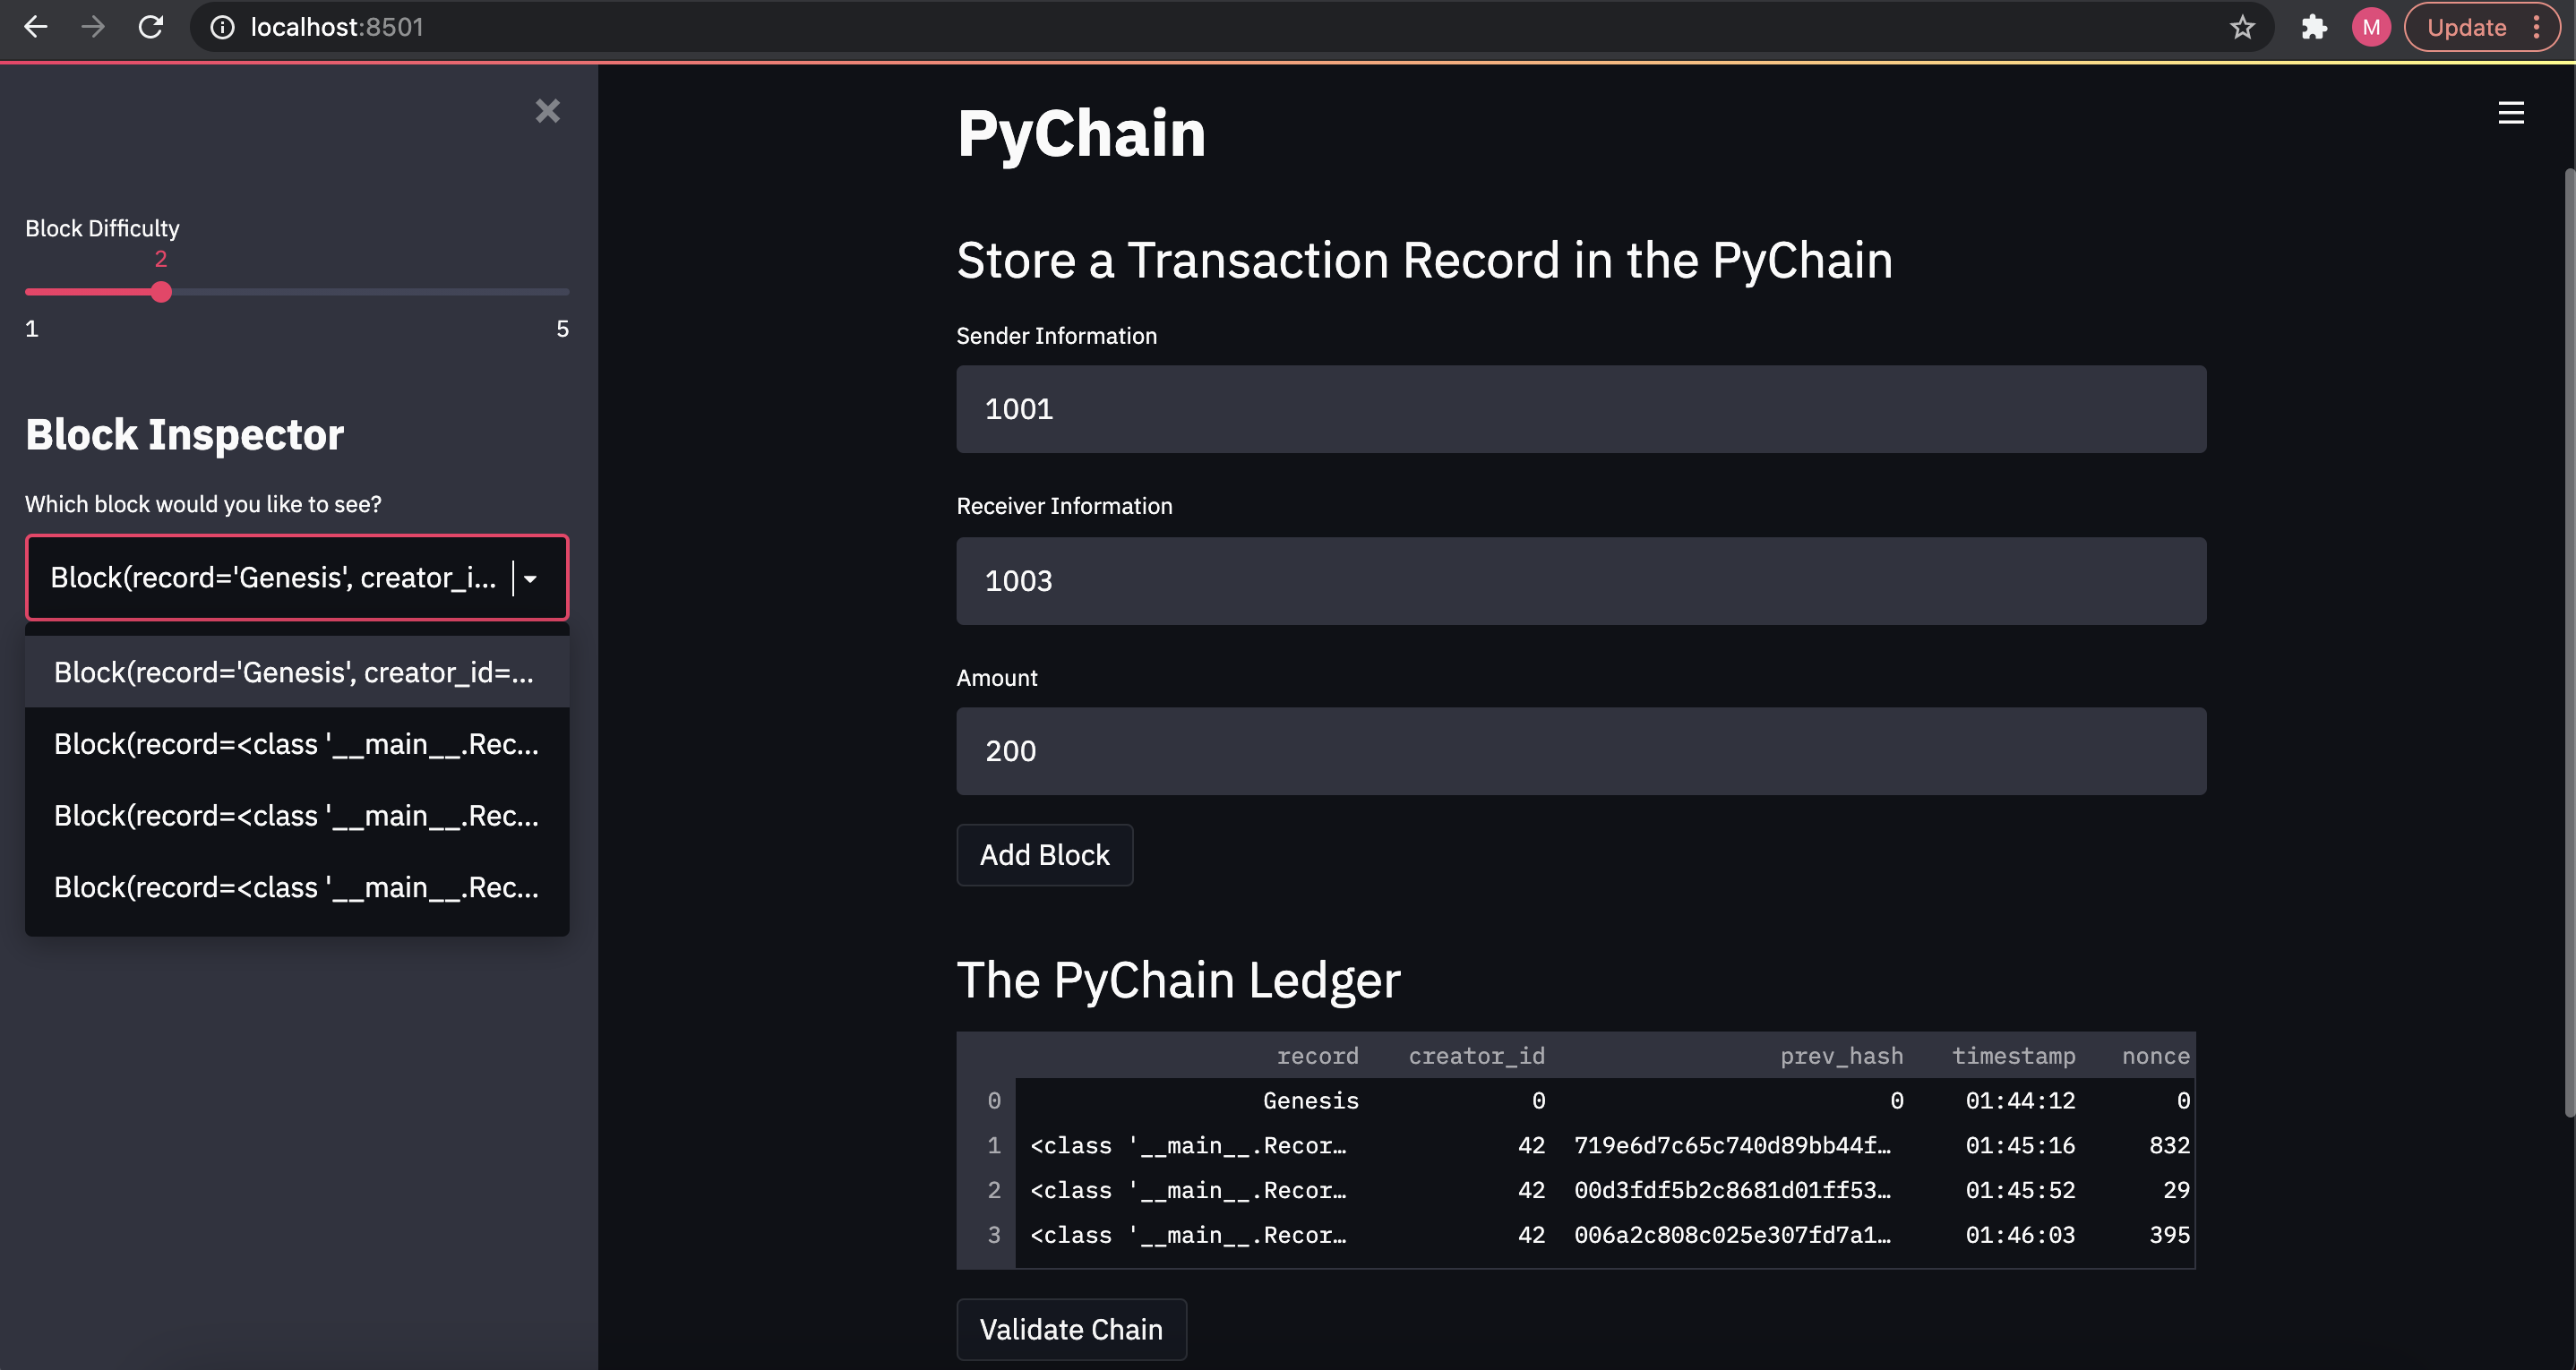 localhost:8501
M
Update
Block Difficulty
2
1 5
Block Inspector
Which block would you like to see?
Block(record='Genesis', creator_i...
Block(record='Genesis', creator_id=...
Block(record=<class '__main__.Rec...
Block(record=<class '__main__.Rec...
Block(record=<class '__main__.Rec...
PyChain
Store a Transaction Record in the PyChain
Sender Information
1001
Receiver Information
1003
Amount
200
Add Block
The PyChain Ledger
record creator_id prev_hash timestamp nonce
0 Genesis 0 0 01:44:12 0
1 <class '__main__.Recor… 42 719e6d7c65c740d89bb44f… 01:45:16 832
2 <class '__main__.Recor… 42 00d3fdf5b2c8681d01ff53… 01:45:52 29
3 <class '__main__.Recor… 42 006a2c808c025e307fd7a1… 01:46:03 395
Validate Chain